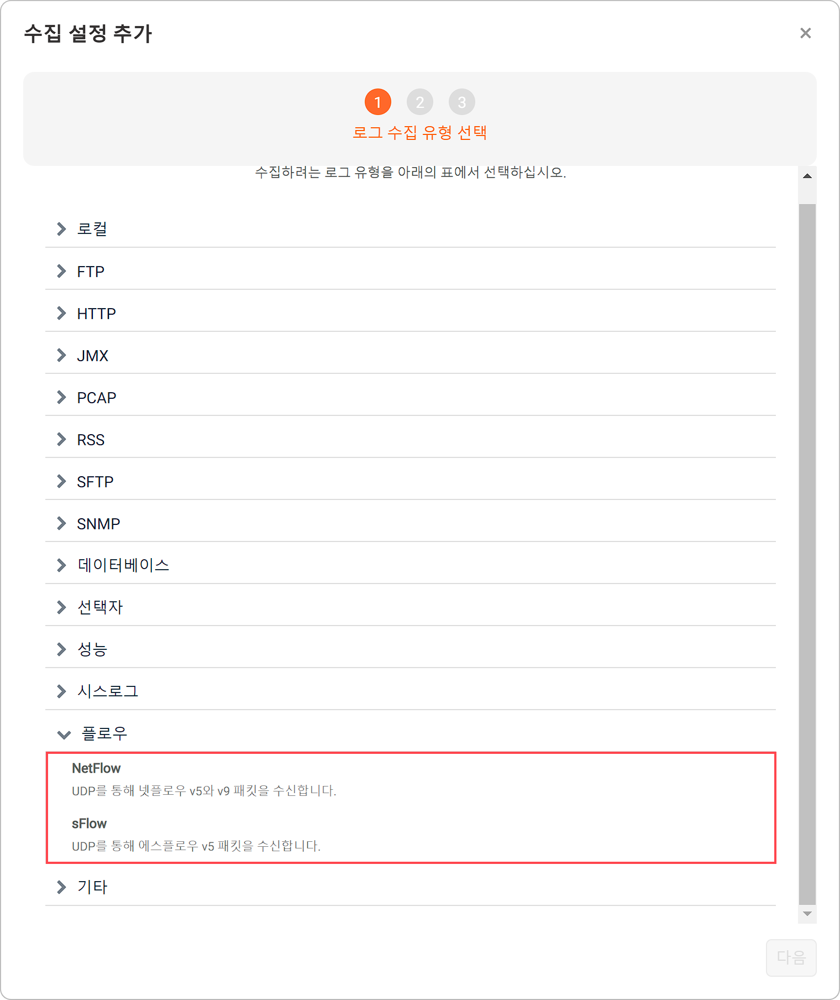 수집 설정 추가
1 2 3
로그 수집 유형 선택
수집하려는 로그 유형을 아래의 표에서 선택하십시오.
로컬
FTP
HTTP
JMX
PCAP
RSS
SFTP
SNMP
데이터베이스
선택자
성능
시스로그
플로우
NetFlow
UDP를 통해 넷플로우 v5와 v9 패킷을 수신합니다.
sFlow
UDP를 통해 에스플로우 v5 패킷을 수신합니다.
기타
다음